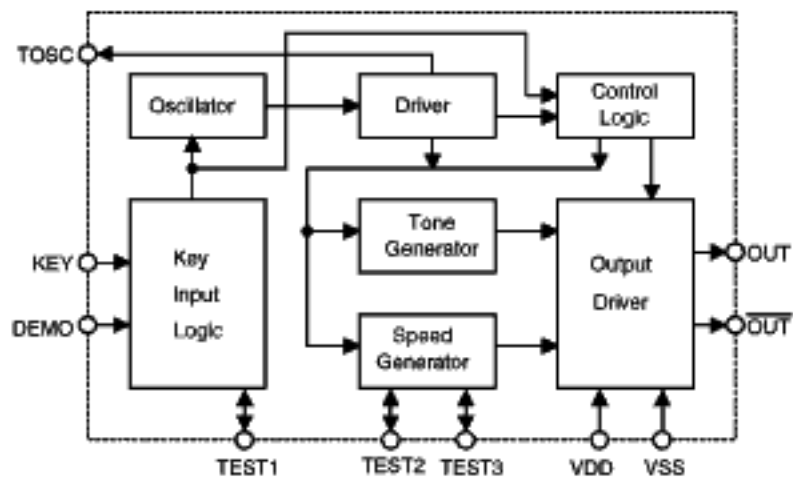 TOSC
Oscillator
Driver
Control
Logic
KEY
Key
Input
Logic
DEMO
Tone
Generator
Speed
Generator
Output
Driver
OUT
O̅U̅T̅
TEST1
TEST2
TEST3
VDD
VSS